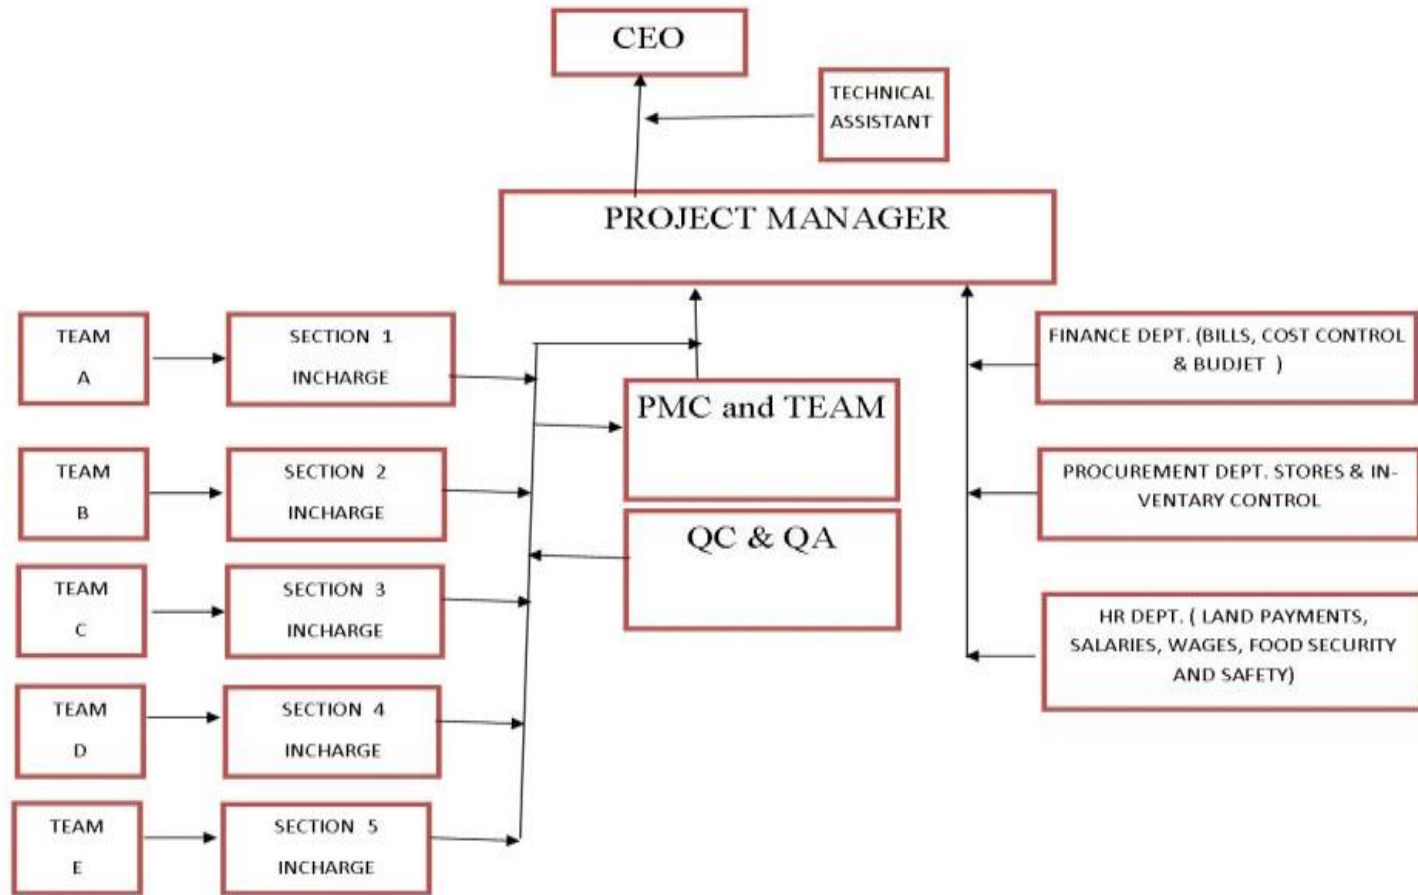 CEO
TECHNICAL
ASSISTANT
PROJECT MANAGER
TEAM
A
SECTION 1
INCHARGE
FINANCE DEPT. (BILLS, COST CONTROL
& BUDJET )
PMC and TEAM
TEAM
B
SECTION 2
INCHARGE
PROCUREMENT DEPT. STORES & IN-
VENTARY CONTROL
QC & QA
TEAM
C
SECTION 3
INCHARGE
HR DEPT. ( LAND PAYMENTS,
SALARIES, WAGES, FOOD SECURITY
AND SAFETY)
TEAM
D
SECTION 4
INCHARGE
TEAM
E
SECTION 5
INCHARGE